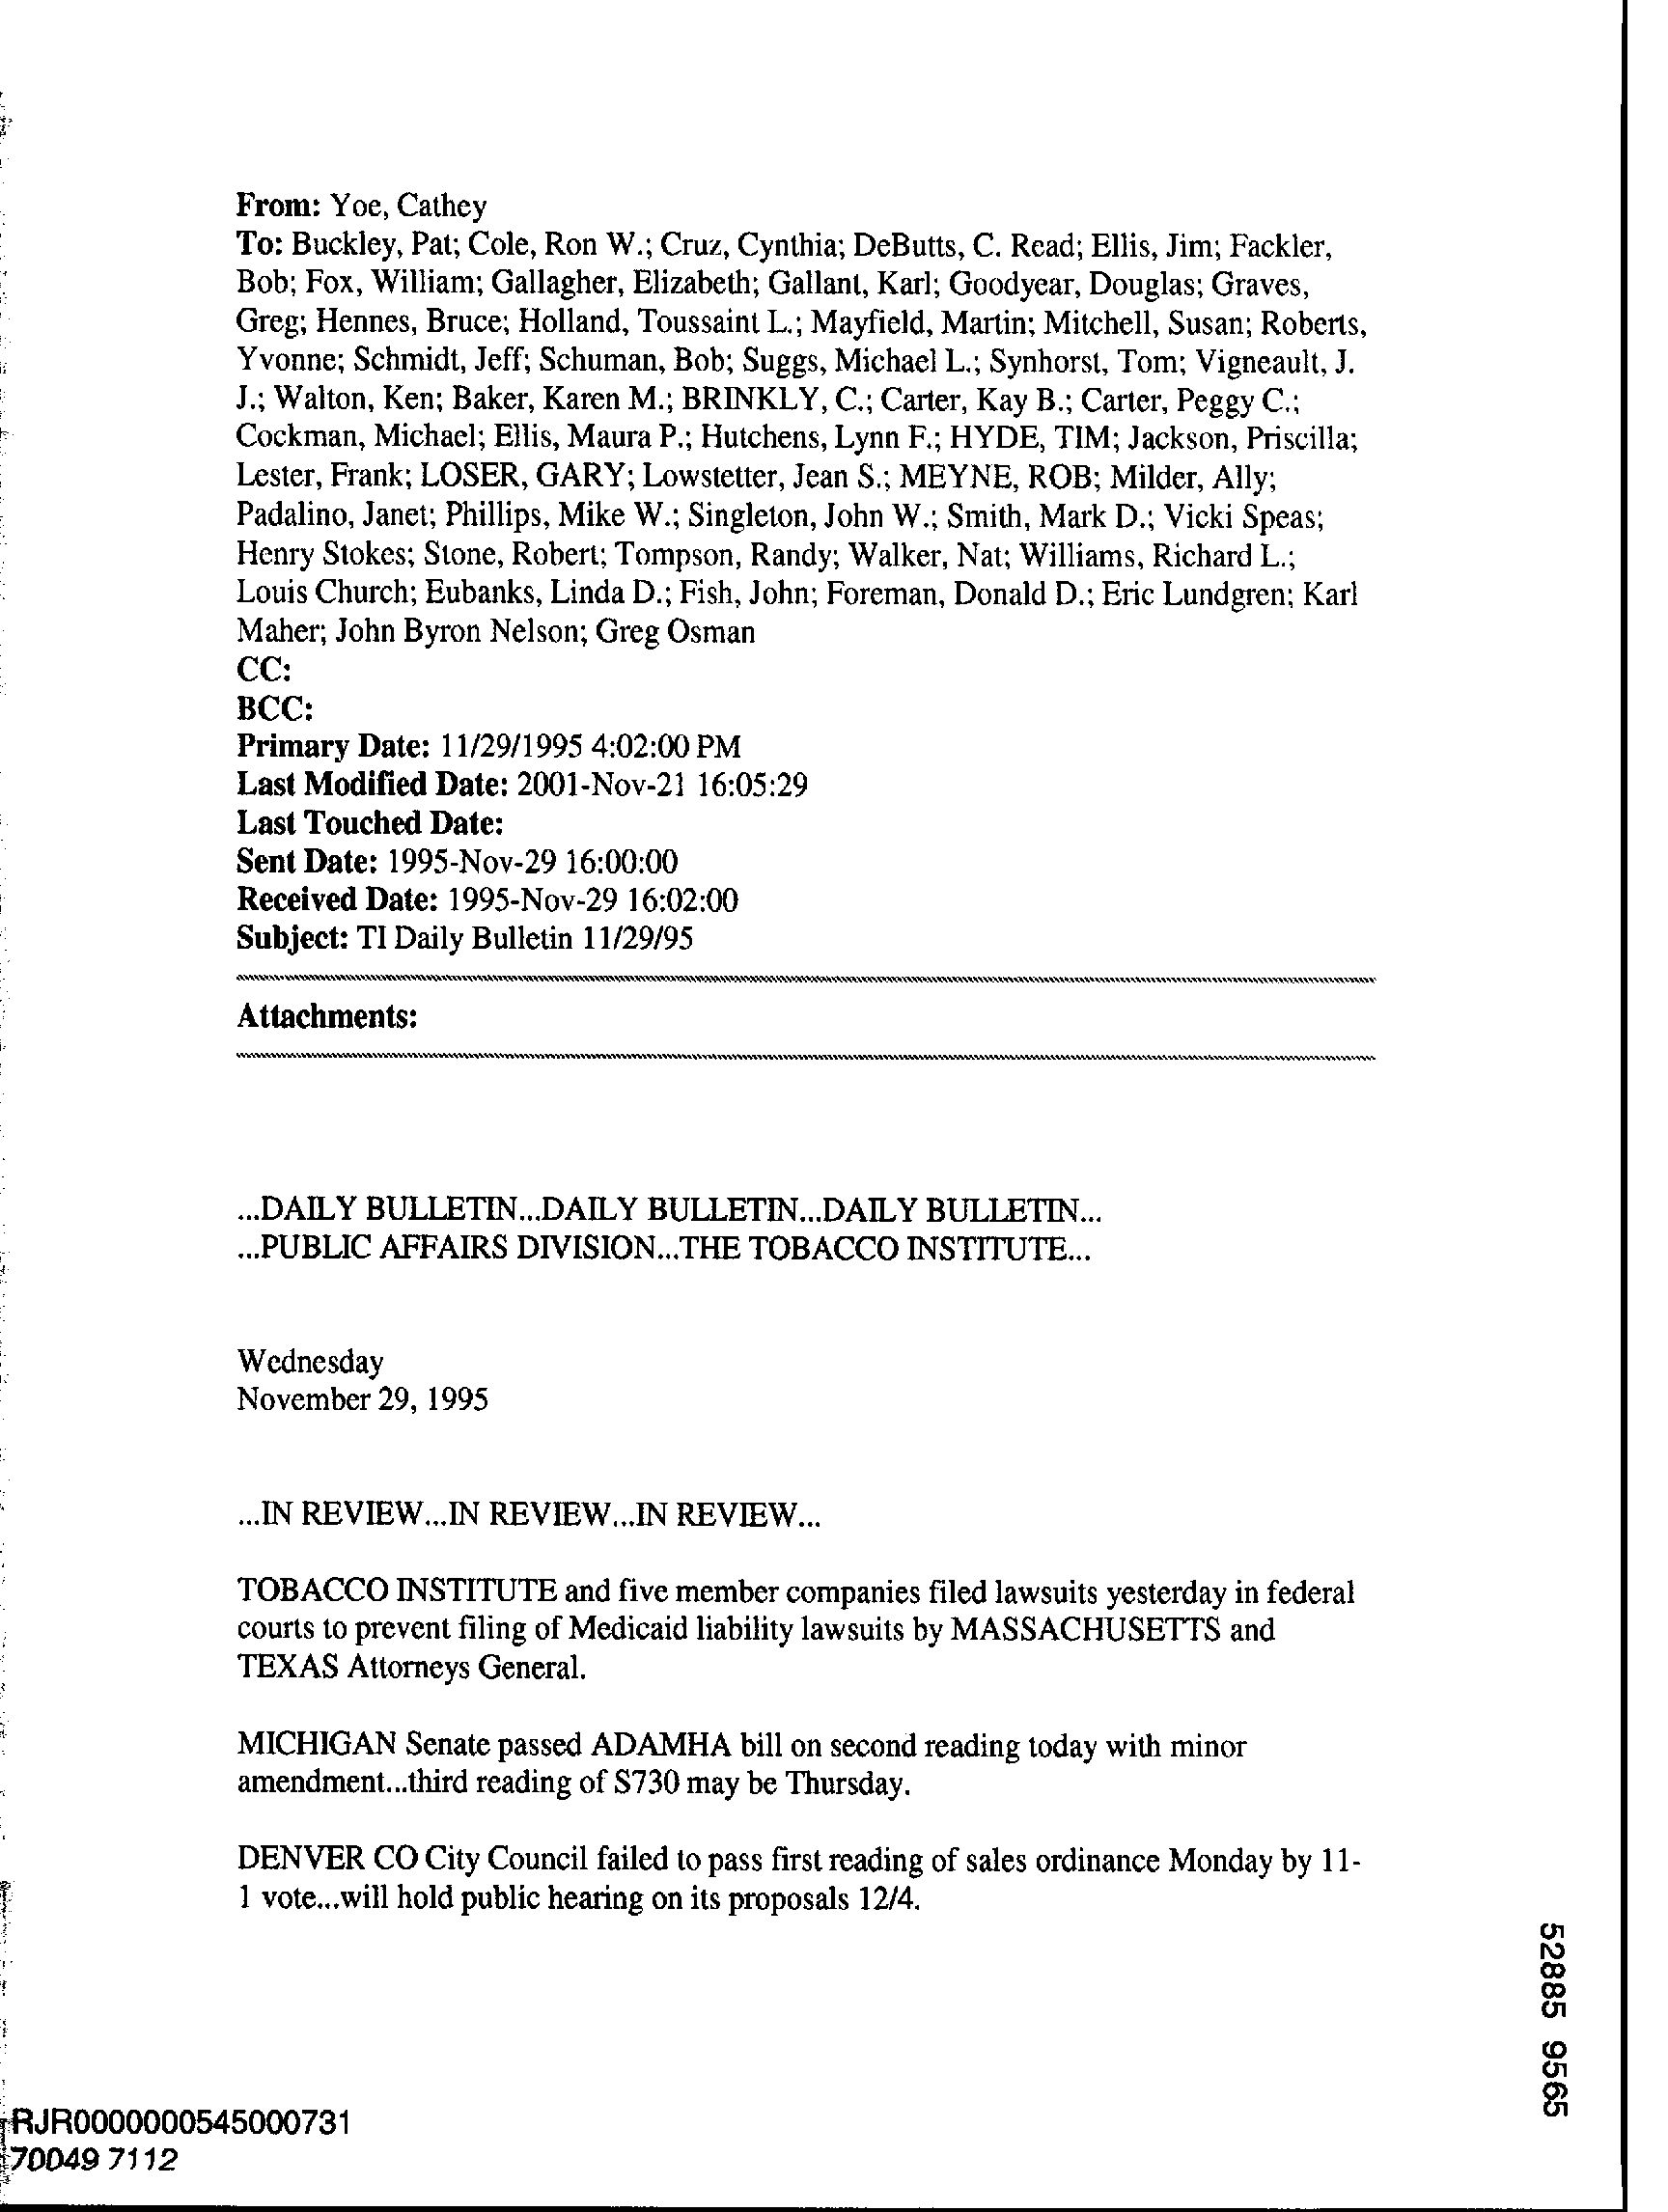 From: Yoe, Cathey
To: Buckley, Pat; Cole, Ron W.; Cruz, Cynthia; DeButts, C. Read; Ellis, Jim; Fackler,
Bob; Fox, William; Gallagher, Elizabeth; Gallant, Karl; Goodyear, Douglas; Graves,
Greg; Hennes, Bruce; Holland, Toussaint L.; Mayfield, Martin; Mitchell, Susan; Roberts,
Yvonne; Schmidt, Jeff; Schuman, Bob; Suggs, Michael L.; Synhorst, Tom; Vigneault, J.
J.; Walton, Ken; Baker, Karen M.; BRINKLY, C.; Carter, Kay B.; Carter, Peggy C.;
Cockman, Michael; Ellis, Maura P.; Hutchens, Lynn F.; HYDE, TIM; Jackson, Priscilla;
Lester, Frank; LOSER, GARY; Lowstetter, Jean S.; MEYNE, ROB; Milder, Ally;
Padalino, Janet; Phillips, Mike W.; Singleton, John W.; Smith, Mark D.; Vicki Speas;
Henry Stokes; Stone, Robert; Tompson, Randy; Walker, Nat; Williams, Richard L.;
Louis Church; Eubanks, Linda D.; Fish, John; Foreman, Donald D.; Eric Lundgren; Karl
Maher; John Byron Nelson; Greg Osman
CC:
BCC:
Primary Date: 11/29/1995 4:02:00 PM
Last Modified Date: 2001-Nov-21 16:05:29
Last Touched Date:
Sent Date: 1995-Nov-29 16:00:00
Received Date: 1995-Nov-29 16:02:00
Subject: TI Daily Bulletin 11/29/95
Attachments:
...DAILY BULLETIN...DAILY BULLETIN...DAILY BULLETIN...
...PUBLIC AFFAIRS DIVISION...THE TOBACCO INSTITUTE...
Wednesday
November 29, 1995
...IN REVIEW...IN REVIEW...IN REVIEW...
TOBACCO INSTITUTE and five member companies filed lawsuits yesterday in federal
courts to prevent filing of Medicaid liability lawsuits by MASSACHUSETTS and
TEXAS Attorneys General.
MICHIGAN Senate passed ADAMHA bill on second reading today with minor
amendment...third reading of S730 may be Thursday.
DENVER CO City Council failed to pass first reading of sales ordinance Monday by 11-
1 vote...will hold public hearing on its proposals 12/4.
52885 9565
RJR0000000545000731
70049 7112